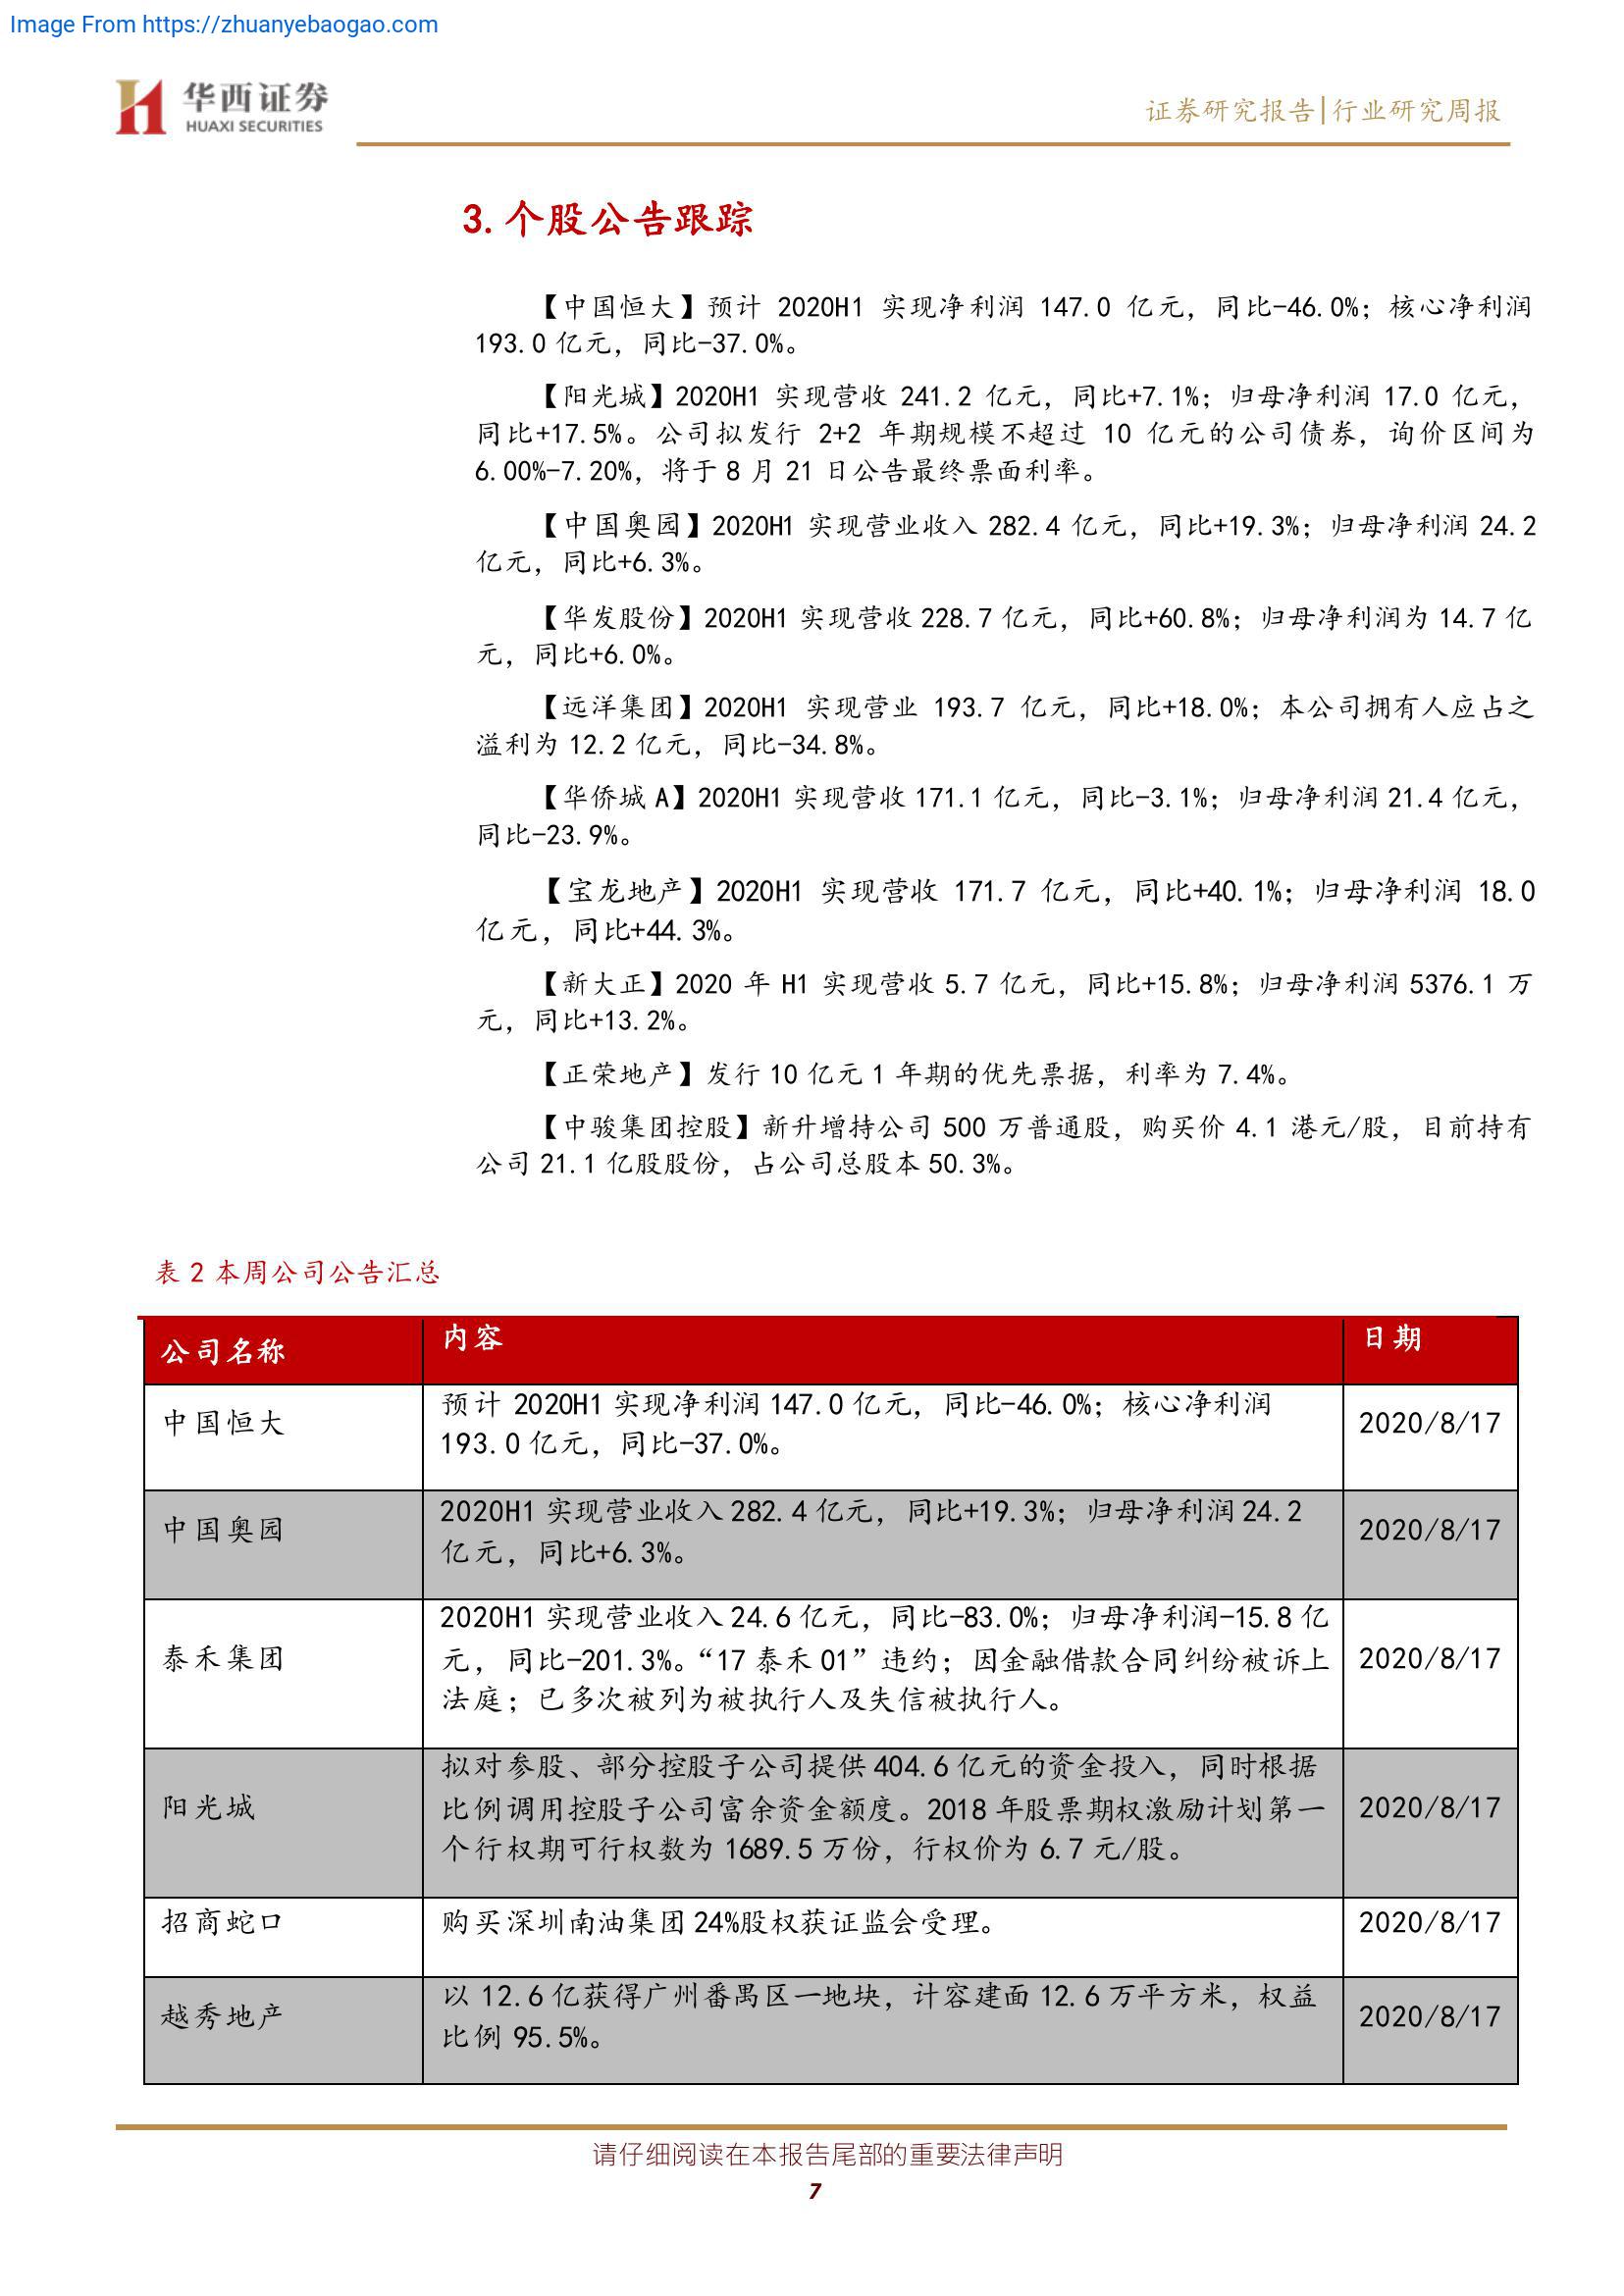 Image From https://zhuanyebaogao.com
华西证券
HUAXI SECURITIES
证券研究报告|行业研究周报
3. 个股公告跟踪
【中国恒大】预计 2020H1 实现净利润 147.0 亿元，同比-46.0%；核心净利润
193.0 亿元，同比-37.0%。
【阳光城】2020H1 实现营收 241.2 亿元，同比+7.1%；归母净利润 17.0 亿元，
同比+17.5%。公司拟发行 2+2 年期规模不超过 10 亿元的公司债券，询价区间为
6.00%-7.20%，将于 8 月 21 日公告最终票面利率。
【中国奥园】2020H1 实现营业收入 282.4 亿元，同比+19.3%；归母净利润 24.2
亿元，同比+6.3%。
【华发股份】2020H1 实现营收 228.7 亿元，同比+60.8%；归母净利润为 14.7 亿
元，同比+6.0%。
【远洋集团】2020H1 实现营业 193.7 亿元，同比+18.0%；本公司拥有人应占之
溢利为 12.2 亿元，同比-34.8%。
【华侨城 A】2020H1 实现营收 171.1 亿元，同比-3.1%；归母净利润 21.4 亿元，
同比-23.9%。
【宝龙地产】2020H1 实现营收 171.7 亿元，同比+40.1%；归母净利润 18.0
亿元，同比+44.3%。
【新大正】2020 年 H1 实现营收 5.7 亿元，同比+15.8%；归母净利润 5376.1 万
元，同比+13.2%。
【正荣地产】发行 10 亿元 1 年期的优先票据，利率为 7.4%。
【中骏集团控股】新升增持公司 500 万普通股，购买价 4.1 港元/股，目前持有
公司 21.1 亿股股份，占公司总股本 50.3%。
表 2 本周公司公告汇总
公司名称 内容 日期
中国恒大 预计 2020H1 实现净利润 147.0 亿元，同比-46.0%；核心净利润
193.0 亿元，同比-37.0%。 2020/8/17
中国奥园 2020H1 实现营业收入 282.4 亿元，同比+19.3%；归母净利润 24.2
亿元，同比+6.3%。 2020/8/17
泰禾集团 2020H1 实现营业收入 24.6 亿元，同比-83.0%；归母净利润-15.8 亿
元，同比-201.3%。“17 泰禾 01”违约；因金融借款合同纠纷被诉上
法庭；已多次被列为被执行人及失信被执行人。 2020/8/17
阳光城 拟对参股、部分控股子公司提供 404.6 亿元的资金投入，同时根据
比例调用控股子公司富余资金额度。2018 年股票期权激励计划第一
个行权期可行权数为 1689.5 万份，行权价为 6.7 元/股。 2020/8/17
招商蛇口 购买深圳南油集团 24%股权获证监会受理。 2020/8/17
越秀地产 以 12.6 亿获得广州番禺区一地块，计容建面 12.6 万平方米，权益
比例 95.5%。 2020/8/17
请仔细阅读在本报告尾部的重要法律声明
7